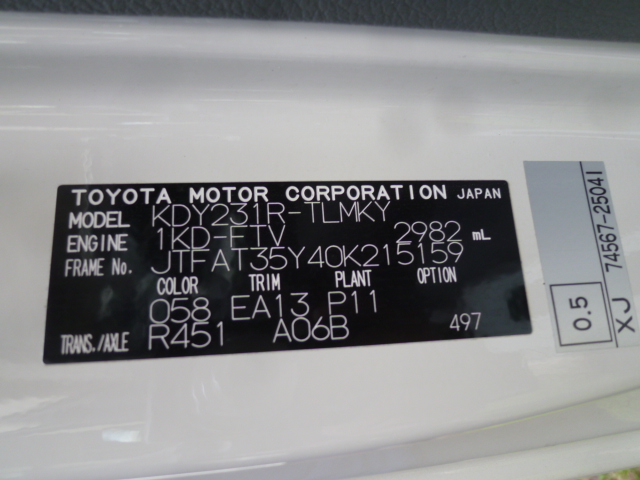 TOYOTA MOTOR CORPORATION JAPAN
MODEL KDY231R-TLMKY
ENGINE 1KD-FTV 2982 mL
FRAME No. JTFAT35Y40K215159
COLOR TRIM PLANT OPTION
058 EA13 P11
TRANS./AXLE R451 A06B 497
0.5
XJ 74567-25041